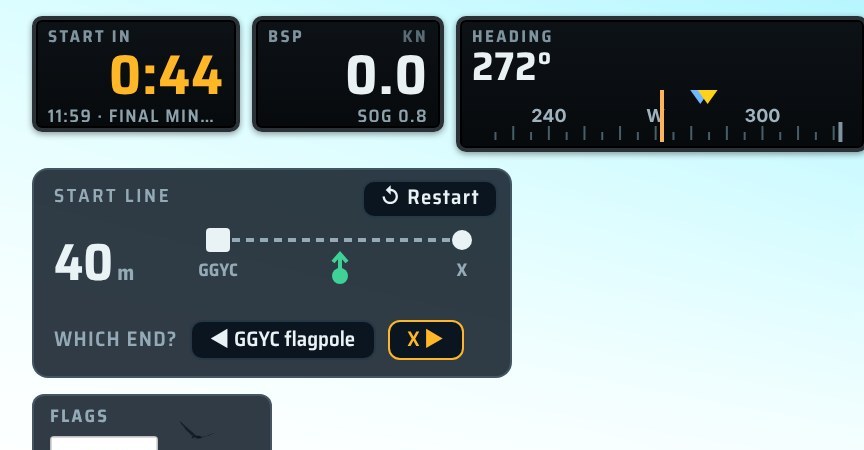 START IN
0:44
11:59 · FINAL MIN...
BSP KN
0.0
SOG 0.8
HEADING
272°
240 W 300
START LINE
Restart
40 m
GGYC X
WHICH END? ◀ GGYC flagpole X ▶
FLAGS